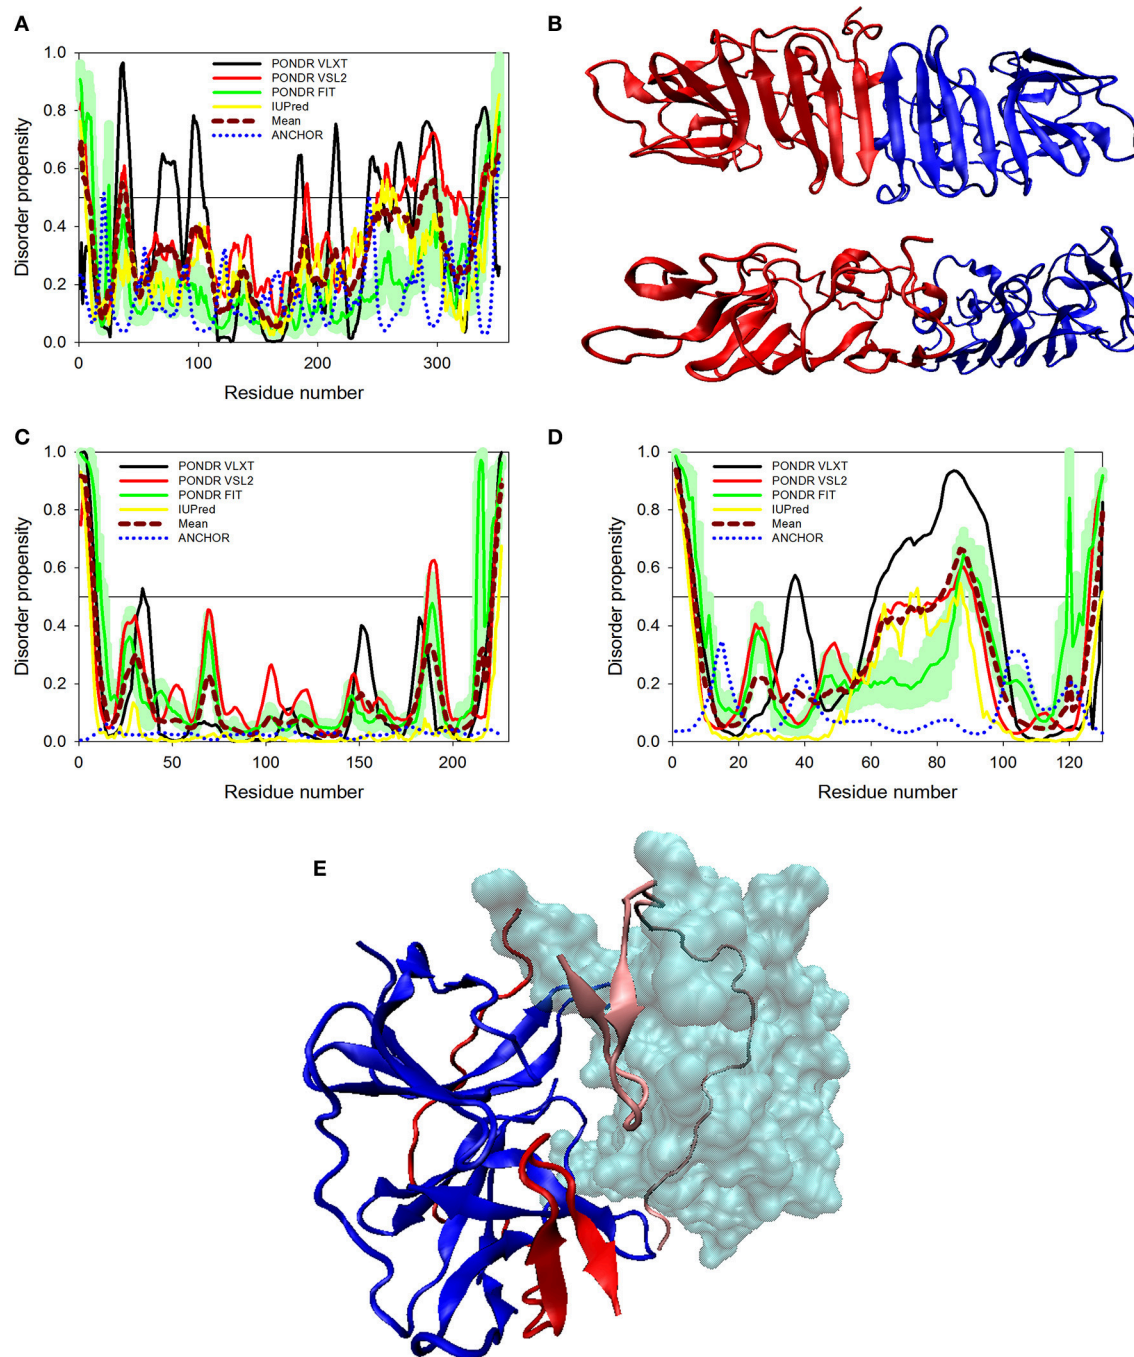 A
B
1.0
0.8
0.6
0.4
0.2
0.0
Disorder propensity
PONDR VLXT
PONDR VSL2
PONDR FIT
IUPred
Mean
ANCHOR
0
100
200
300
Residue number
C
D
1.0
0.8
0.6
0.4
0.2
0.0
Disorder propensity
PONDR VLXT
PONDR VSL2
PONDR FIT
IUPred
Mean
ANCHOR
0
50
100
150
200
Residue number
1.0
0.8
0.6
0.4
0.2
0.0
Disorder propensity
PONDR VLXT
PONDR VSL2
PONDR FIT
IUPred
Mean
ANCHOR
0
20
40
60
80
100
120
Residue number
E